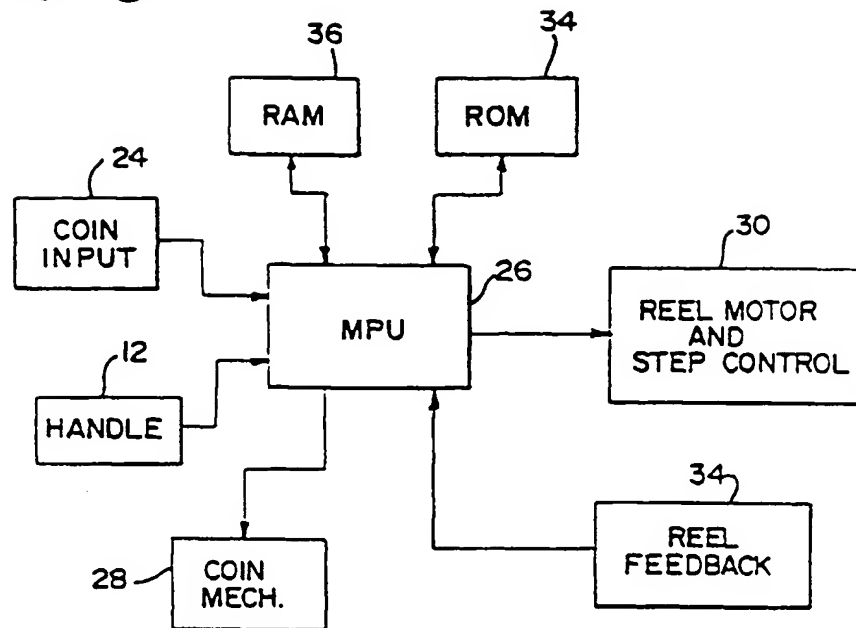 36
34
RAM
ROM
24
COIN
INPUT
30
26
MPU
REEL MOTOR
AND
STEP CONTROL
12
HANDLE
34
REEL
FEEDBACK
28
COIN
MECH.